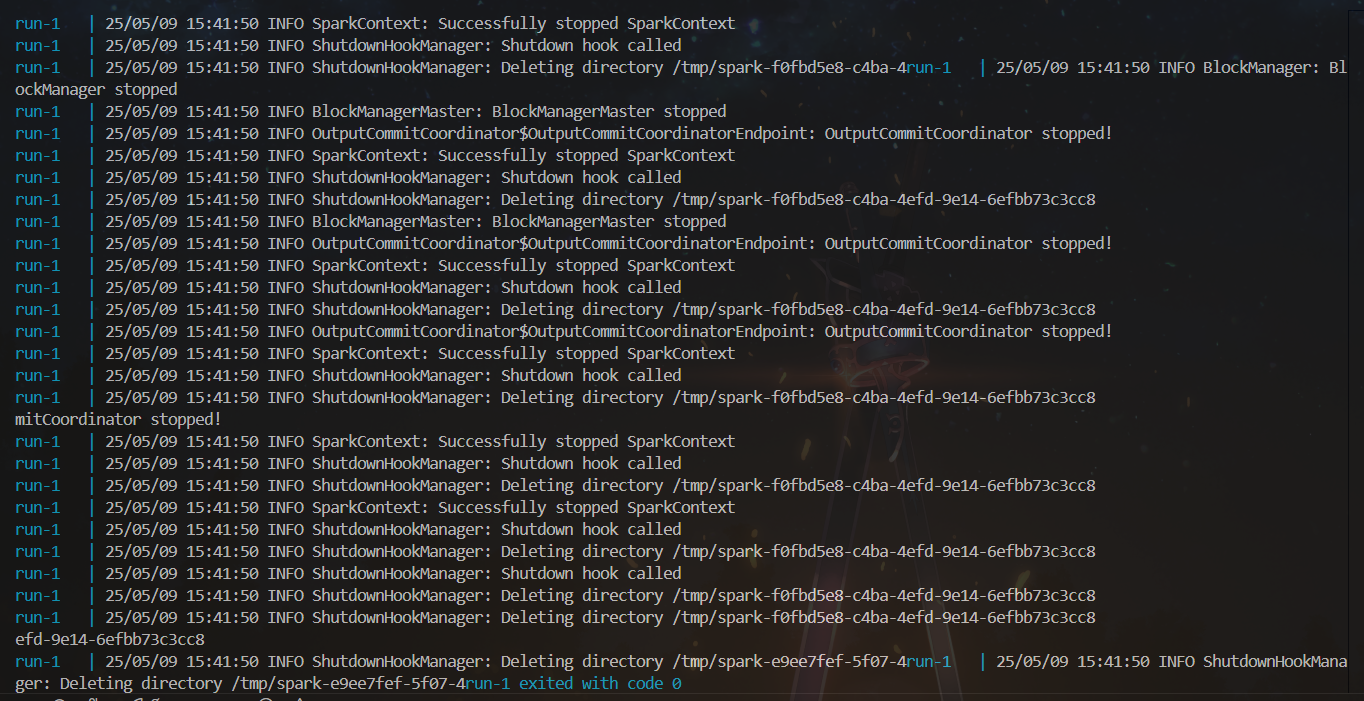 run-1   | 25/05/09 15:41:50 INFO SparkContext: Successfully stopped SparkContext
run-1   | 25/05/09 15:41:50 INFO ShutdownHookManager: Shutdown hook called
run-1   | 25/05/09 15:41:50 INFO ShutdownHookManager: Deleting directory /tmp/spark-f0fbd5e8-c4ba-4run-1   | 25/05/09 15:41:50 INFO BlockManager: Bl
ockManager stopped
run-1   | 25/05/09 15:41:50 INFO BlockManagerMaster: BlockManagerMaster stopped
run-1   | 25/05/09 15:41:50 INFO OutputCommitCoordinator$OutputCommitCoordinatorEndpoint: OutputCommitCoordinator stopped!
run-1   | 25/05/09 15:41:50 INFO SparkContext: Successfully stopped SparkContext
run-1   | 25/05/09 15:41:50 INFO ShutdownHookManager: Shutdown hook called
run-1   | 25/05/09 15:41:50 INFO ShutdownHookManager: Deleting directory /tmp/spark-f0fbd5e8-c4ba-4efd-9e14-6efbb73c3cc8
run-1   | 25/05/09 15:41:50 INFO BlockManagerMaster: BlockManagerMaster stopped
run-1   | 25/05/09 15:41:50 INFO OutputCommitCoordinator$OutputCommitCoordinatorEndpoint: OutputCommitCoordinator stopped!
run-1   | 25/05/09 15:41:50 INFO SparkContext: Successfully stopped SparkContext
run-1   | 25/05/09 15:41:50 INFO ShutdownHookManager: Shutdown hook called
run-1   | 25/05/09 15:41:50 INFO ShutdownHookManager: Deleting directory /tmp/spark-f0fbd5e8-c4ba-4efd-9e14-6efbb73c3cc8
run-1   | 25/05/09 15:41:50 INFO OutputCommitCoordinator$OutputCommitCoordinatorEndpoint: OutputCommitCoordinator stopped!
run-1   | 25/05/09 15:41:50 INFO SparkContext: Successfully stopped SparkContext
run-1   | 25/05/09 15:41:50 INFO ShutdownHookManager: Shutdown hook called
run-1   | 25/05/09 15:41:50 INFO ShutdownHookManager: Deleting directory /tmp/spark-f0fbd5e8-c4ba-4efd-9e14-6efbb73c3cc8
mitCoordinator stopped!
run-1   | 25/05/09 15:41:50 INFO SparkContext: Successfully stopped SparkContext
run-1   | 25/05/09 15:41:50 INFO ShutdownHookManager: Shutdown hook called
run-1   | 25/05/09 15:41:50 INFO ShutdownHookManager: Deleting directory /tmp/spark-f0fbd5e8-c4ba-4efd-9e14-6efbb73c3cc8
run-1   | 25/05/09 15:41:50 INFO SparkContext: Successfully stopped SparkContext
run-1   | 25/05/09 15:41:50 INFO ShutdownHookManager: Shutdown hook called
run-1   | 25/05/09 15:41:50 INFO ShutdownHookManager: Deleting directory /tmp/spark-f0fbd5e8-c4ba-4efd-9e14-6efbb73c3cc8
run-1   | 25/05/09 15:41:50 INFO ShutdownHookManager: Shutdown hook called
run-1   | 25/05/09 15:41:50 INFO ShutdownHookManager: Deleting directory /tmp/spark-f0fbd5e8-c4ba-4efd-9e14-6efbb73c3cc8
run-1   | 25/05/09 15:41:50 INFO ShutdownHookManager: Deleting directory /tmp/spark-f0fbd5e8-c4ba-4efd-9e14-6efbb73c3cc8
efd-9e14-6efbb73c3cc8
run-1   | 25/05/09 15:41:50 INFO ShutdownHookManager: Deleting directory /tmp/spark-e9ee7fef-5f07-4run-1   | 25/05/09 15:41:50 INFO ShutdownHookMana
ger: Deleting directory /tmp/spark-e9ee7fef-5f07-4run-1 exited with code 0